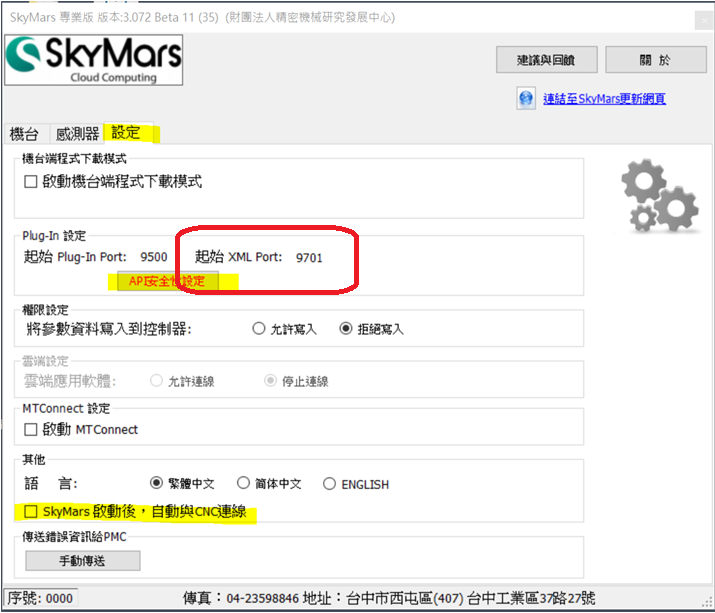 SkyMars 專業版 版本:3.072 Beta 11 (35) (財團法人精密機械研究發展中心)
SkyMars
Cloud Computing
建議與回饋
關 於
連結至SkyMars更新網頁
機台 感測器 設定
機台端程式下載模式
啟動機台端程式下載模式
Plug-In 設定
起始 Plug-In Port: 9500 起始 XML Port: 9701
API安全性設定
權限設定
將參數資料寫入到控制器: 允許寫入 拒絕寫入
雲端設定
雲端應用軟體: 允許連線 停止連線
MTConnect 設定
啟動 MTConnect
其他
語 言: 繁體中文 简体中文 ENGLISH
SkyMars 啟動後，自動與CNC連線
傳送錯誤資訊給PMC
手動傳送
序號: 0000 傳真：04-23598846 地址：台中市西屯區(407) 台中工業區37路27號